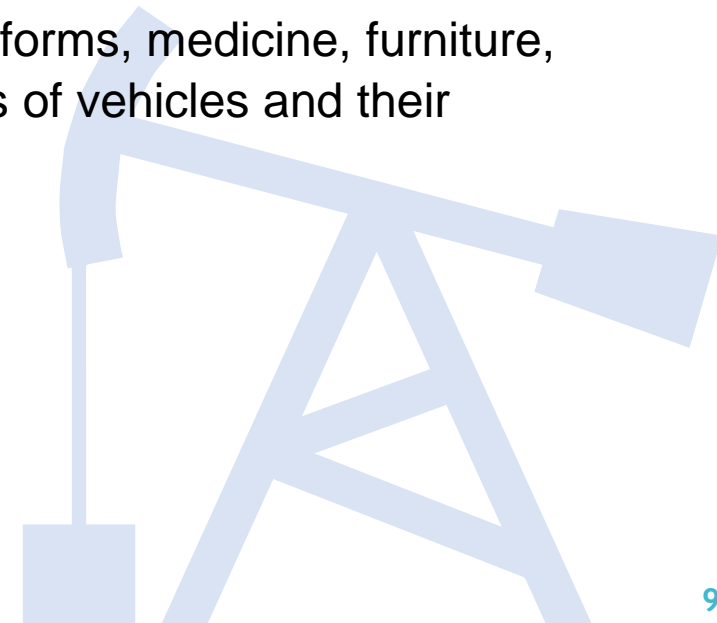 forms, medicine, furniture,
of vehicles and their
9